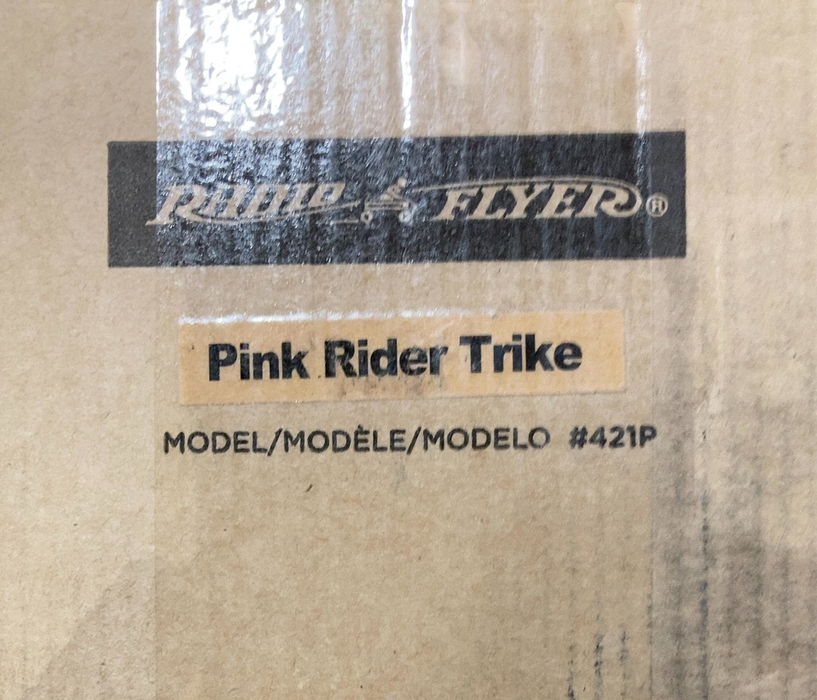 RADIO FLYER®
Pink Rider Trike
MODEL/MODÈLE/MODELO #421P